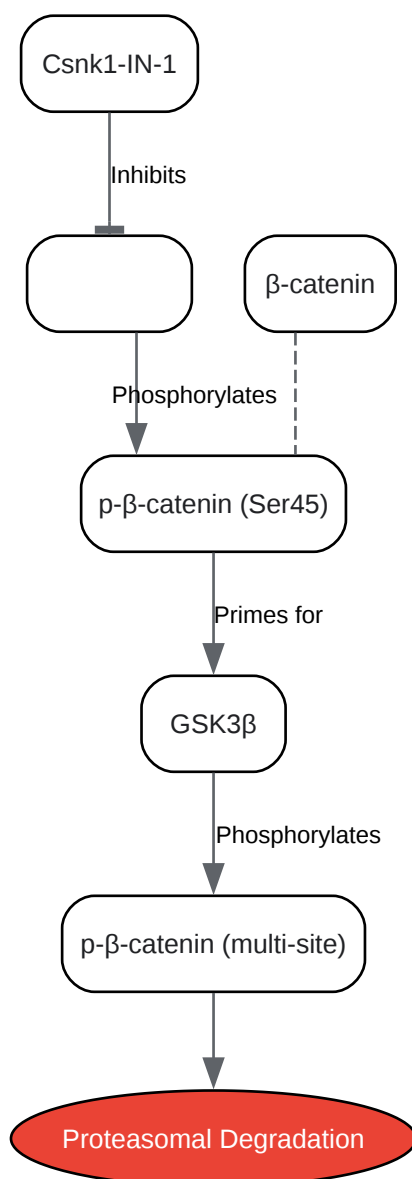 Csnk1-IN-1
Inhibits
β-catenin
Phosphorylates
p-β-catenin (Ser45)
Primes for
GSK3β
Phosphorylates
p-β-catenin (multi-site)
Proteasomal Degradation